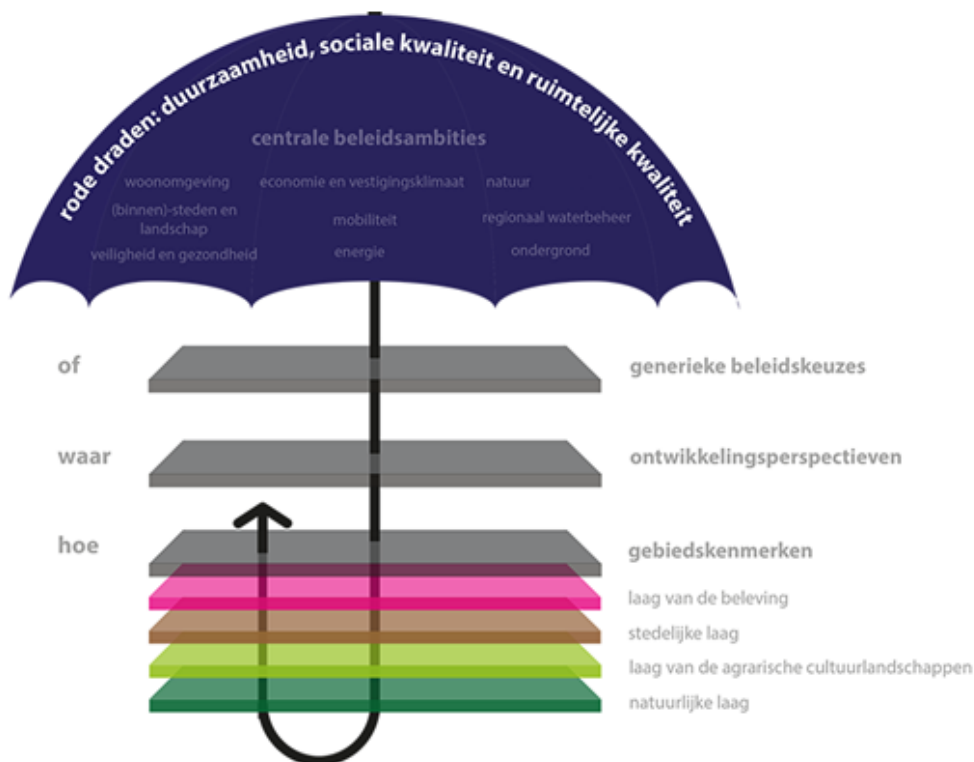 rode draden: duurzaamheid, sociale kwaliteit en ruimtelijke kwaliteit
centrale beleidsambities
woonomgeving economie en vestigingsklimaat natuur
(binnen)-steden en
landschap
mobiliteit
regionaal waterbeheer
veiligheid en gezondheid energie ondergrond
of generieke beleidskeuzes
waar ontwikkelingsperspectieven
hoe gebiedskenmerken
laag van de beleving
stedelijke laag
laag van de agrarische cultuurlandschappen
natuurlijke laag